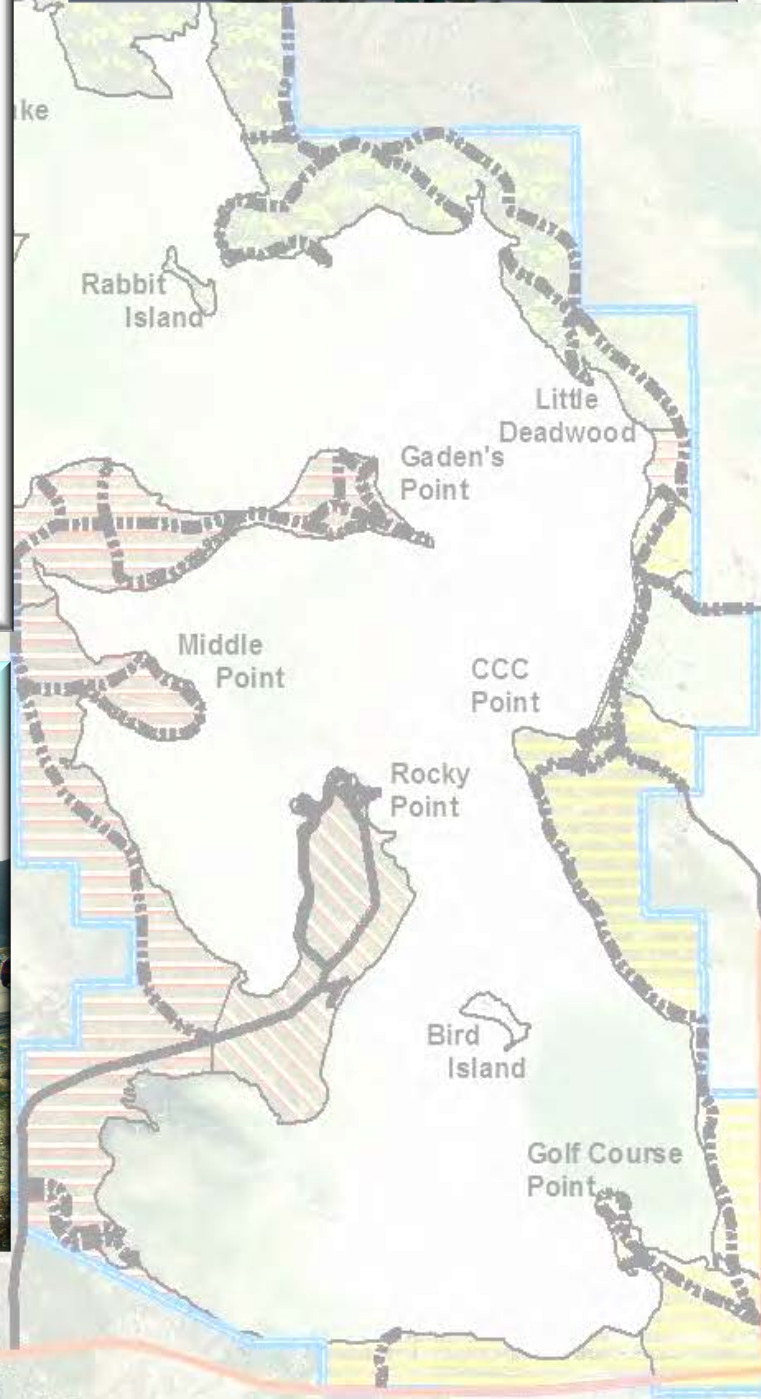 ke
Rabbit
Island
Little
Deadwood
Gaden's
Point
Middle
Point
CCC
Point
Rocky
Point
Bird
Island
Golf Course
Point